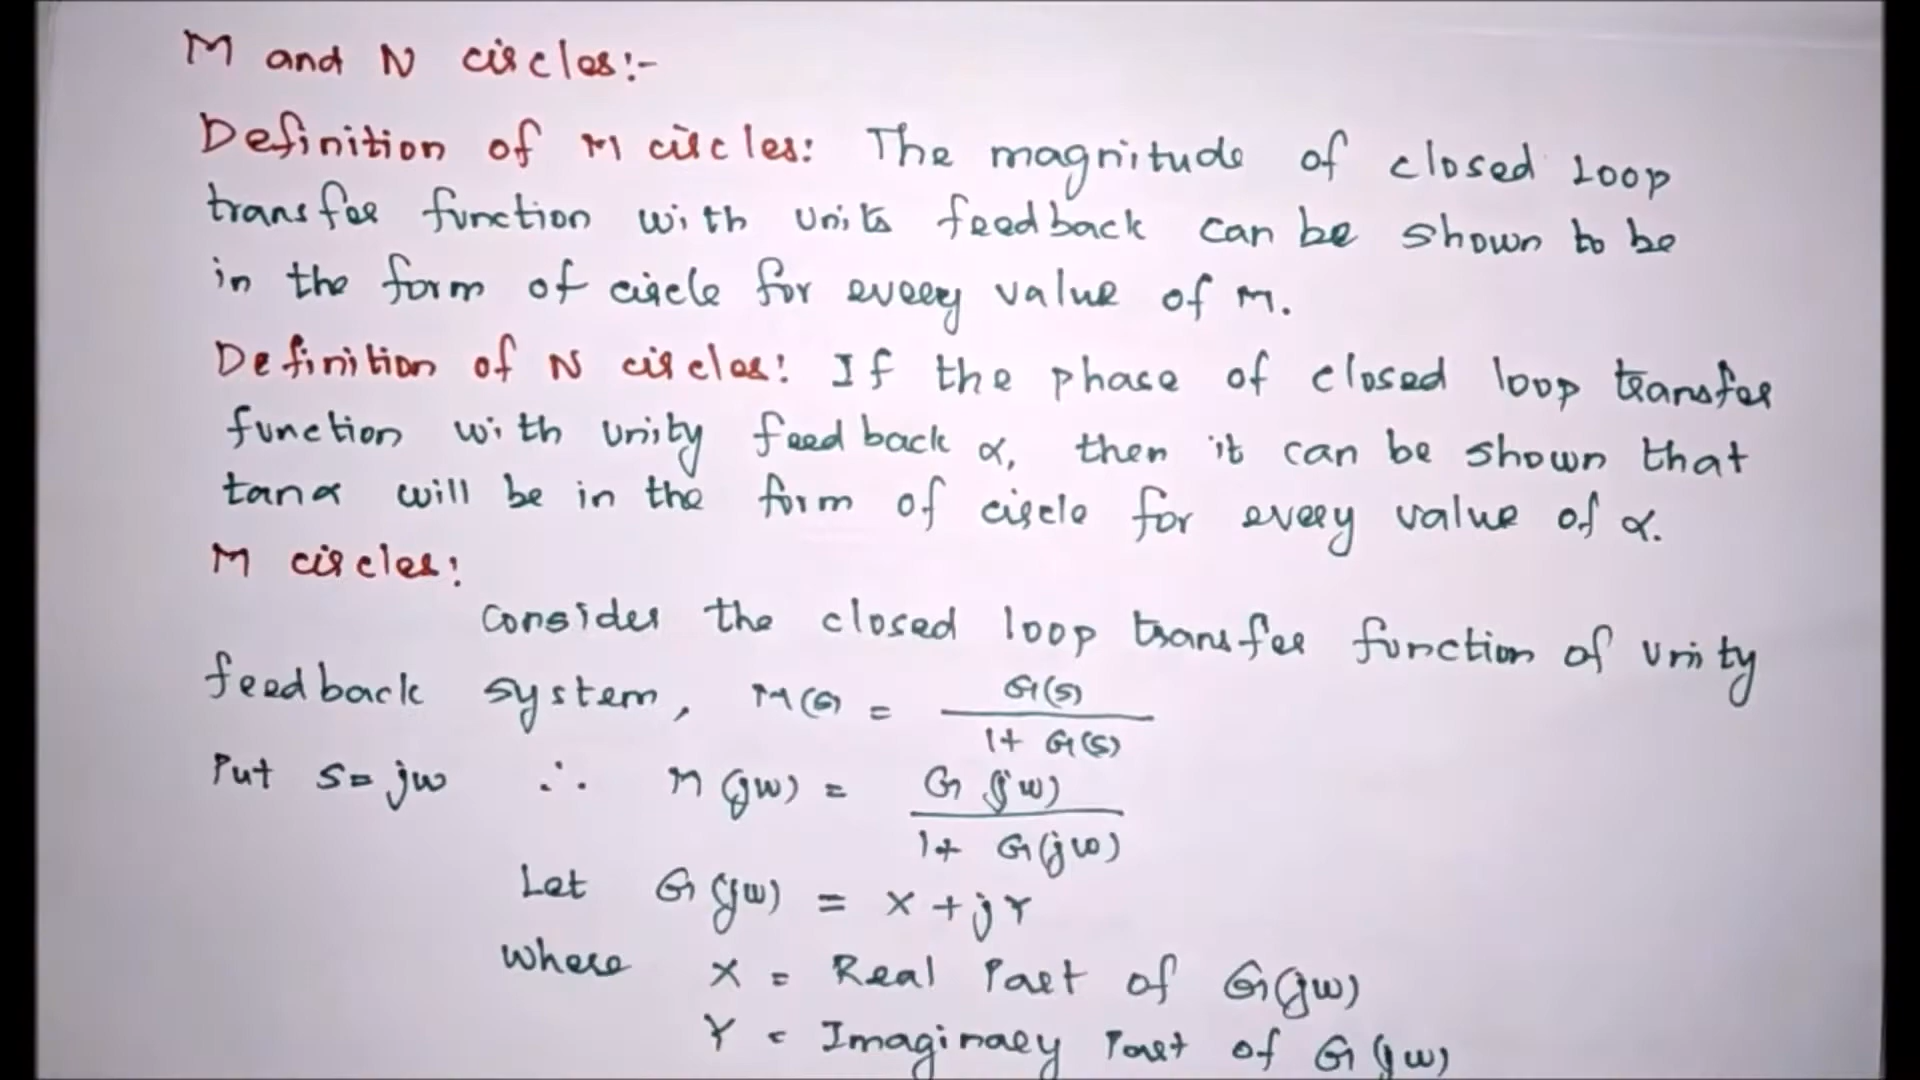 M and N circles:-
Definition of M circles: The magnitude of closed Loop
transfer function with unity feedback can be shown to be
in the form of circle for every value of M.
Definition of N circles: If the phase of closed loop transfer
function with unity feedback α, then it can be shown that
tanα will be in the form of circle for every value of α.
M circles:
Consider the closed loop transfer function of unity
feedback system, M(s) = G(s) / 1+ G(s)
Put s=jω ∴ M(jω) = G(jω) / 1+ G(jω)
Let G(jω) = X+jY
Where X = Real Part of G(jω)
Y = Imaginary Part of G(jω)